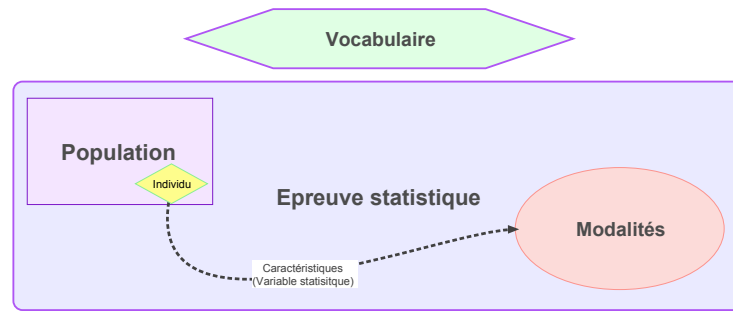 Vocabulaire
Population
Individu
Epreuve statistique
Modalités
Caractéristiques
(Variable statisitque)